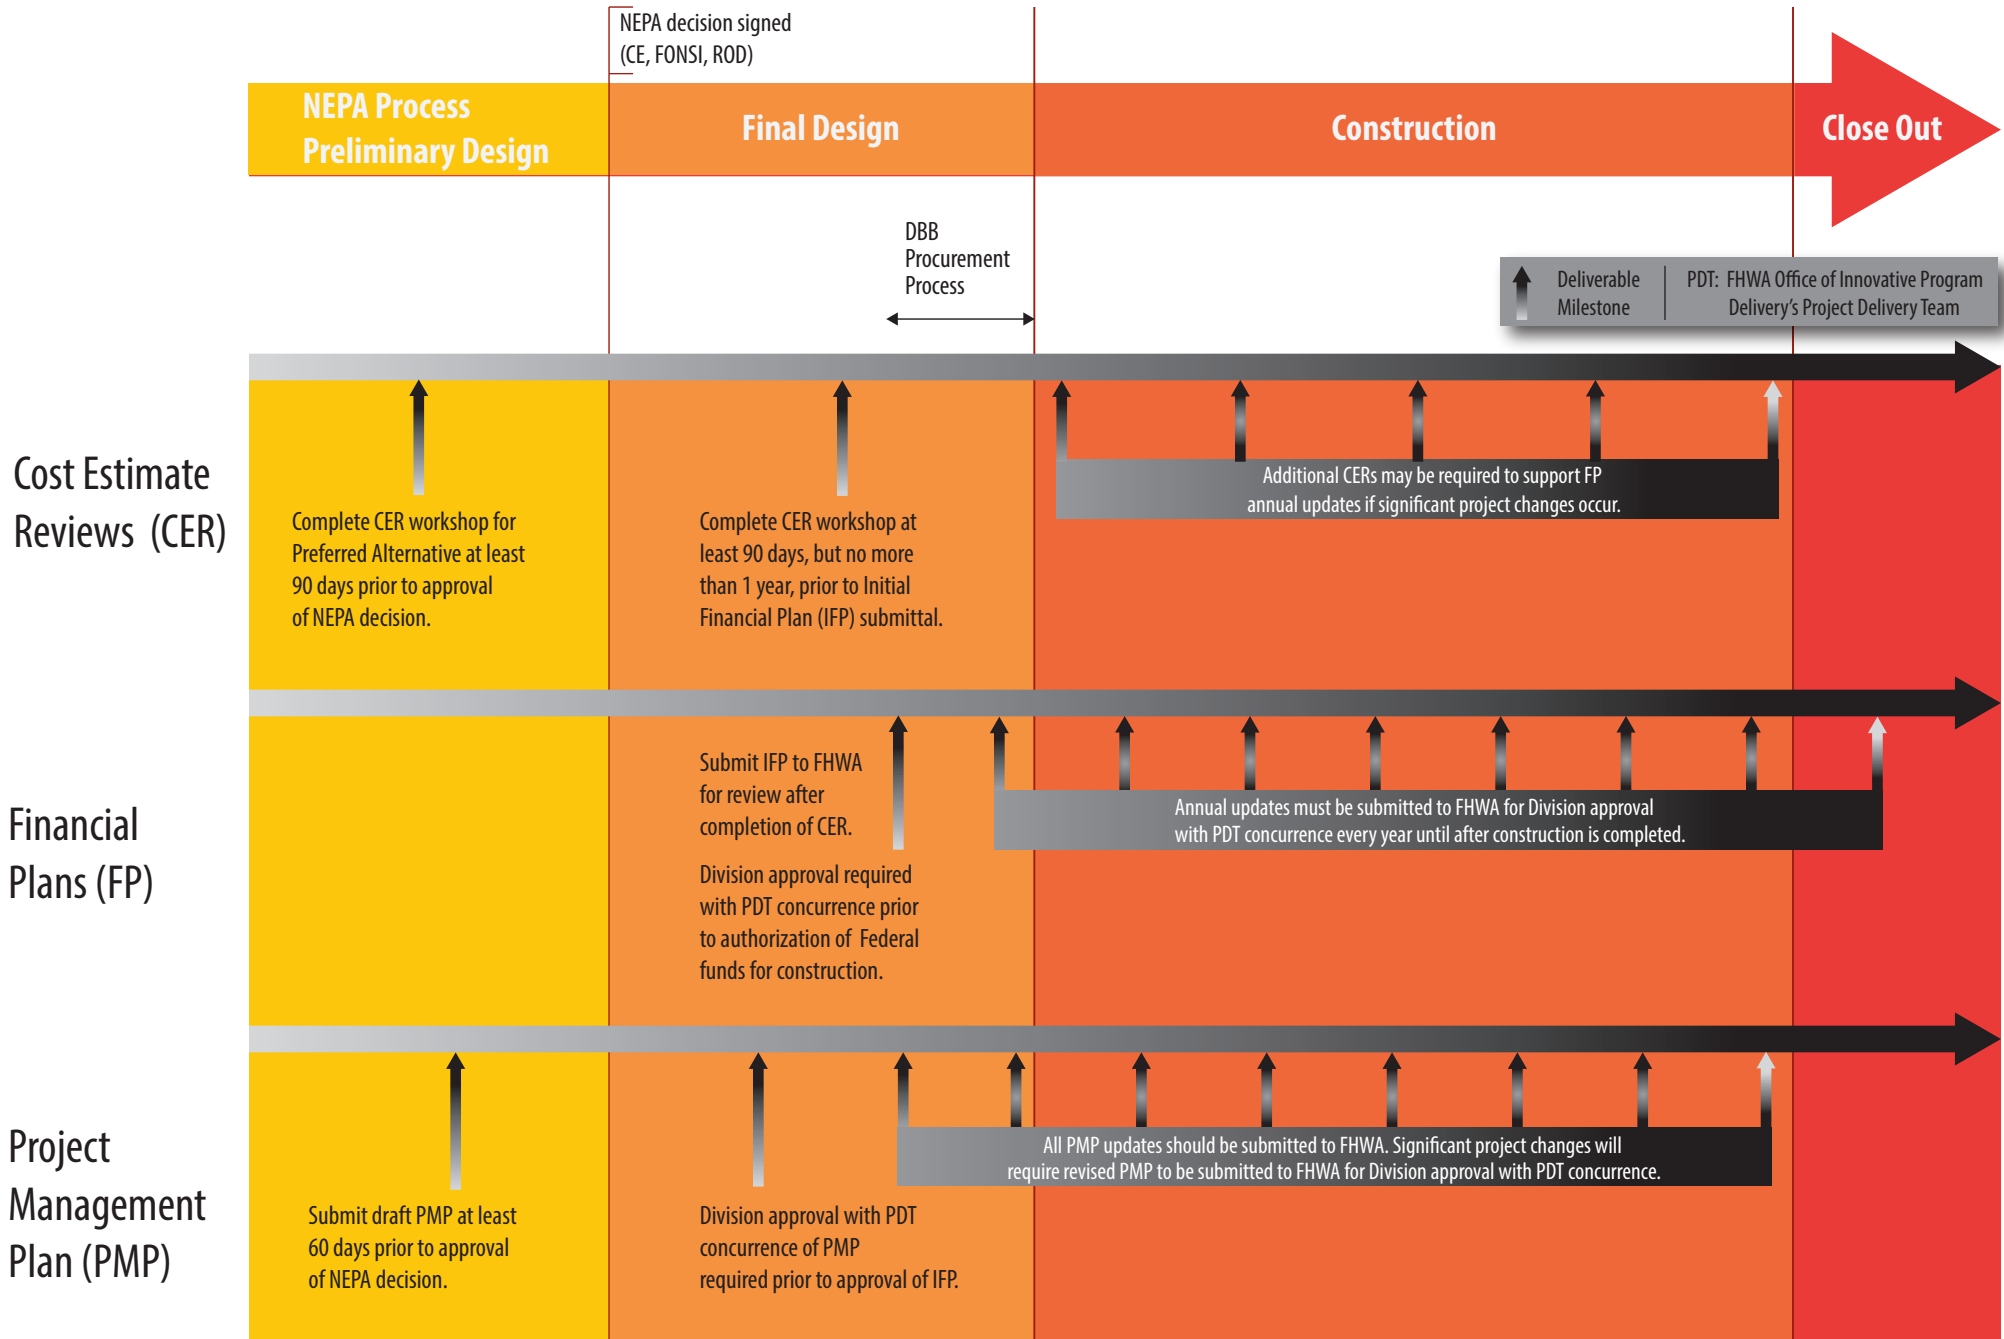 NEPA decision signed
(CE, FONSI, ROD)
NEPA Process
Preliminary Design
Final Design
Construction
Close Out
DBB
Procurement
Process
Deliverable
Milestone
PDT: FHWA Office of Innovative Program
Delivery's Project Delivery Team
Cost Estimate
Reviews (CER)
Complete CER workshop for
Preferred Alternative at least
90 days prior to approval
of NEPA decision.
Complete CER workshop at
least 90 days, but no more
than 1 year, prior to Initial
Financial Plan (IFP) submittal.
Additional CERs may be required to support FP
annual updates if significant project changes occur.
Financial
Plans (FP)
Submit IFP to FHWA
for review after
completion of CER.
Division approval required
with PDT concurrence prior
to authorization of Federal
funds for construction.
Annual updates must be submitted to FHWA for Division approval
with PDT concurrence every year until after construction is completed.
Project
Management
Plan (PMP)
Submit draft PMP at least
60 days prior to approval
of NEPA decision.
Division approval with PDT
concurrence of PMP
required prior to approval of IFP.
All PMP updates should be submitted to FHWA. Significant project changes will
require revised PMP to be submitted to FHWA for Division approval with PDT concurrence.